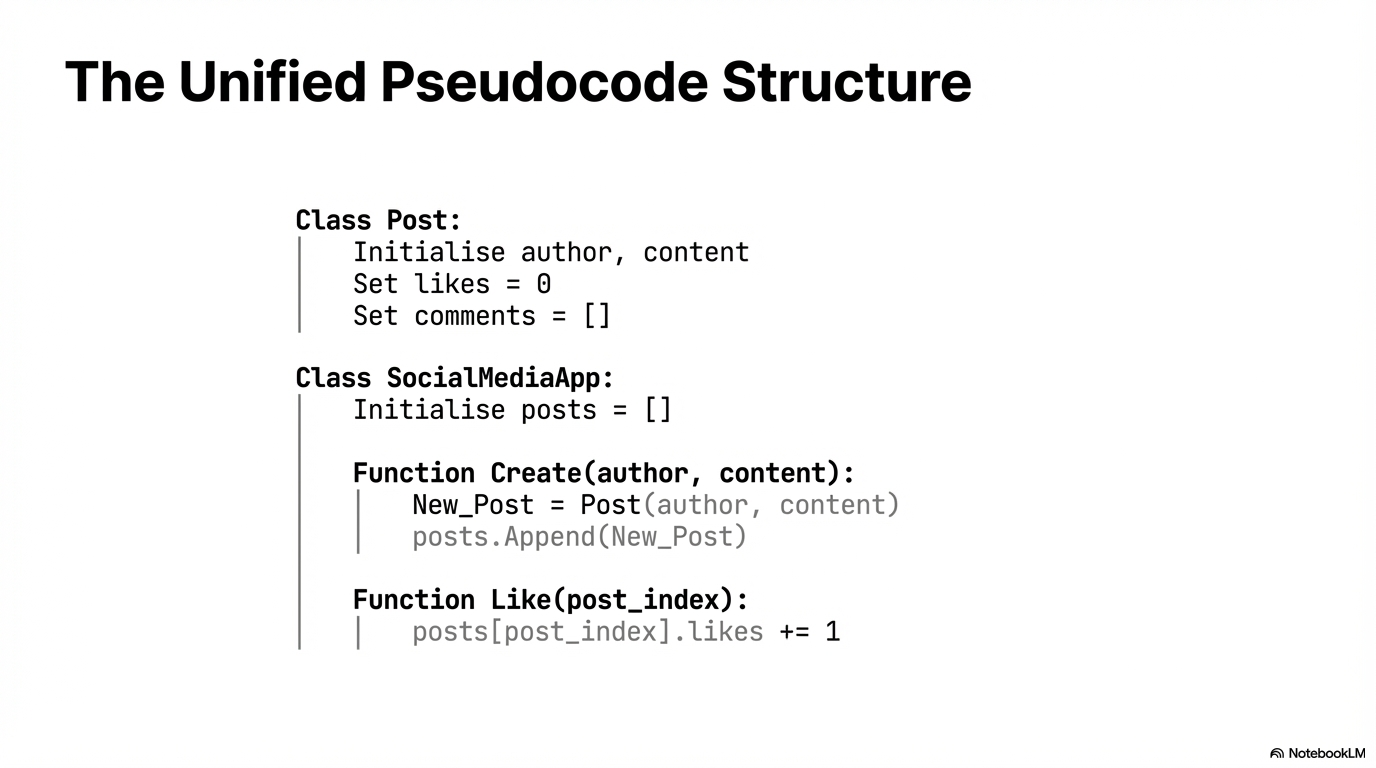 The Unified Pseudocode Structure
Class Post:
Initialise author, content
Set likes = 0
Set comments = []
Class SocialMediaApp:
Initialise posts = []
Function Create(author, content):
New_Post = Post(author, content)
posts.Append(New_Post)
Function Like(post_index):
posts[post_index].likes += 1
NotebookLM